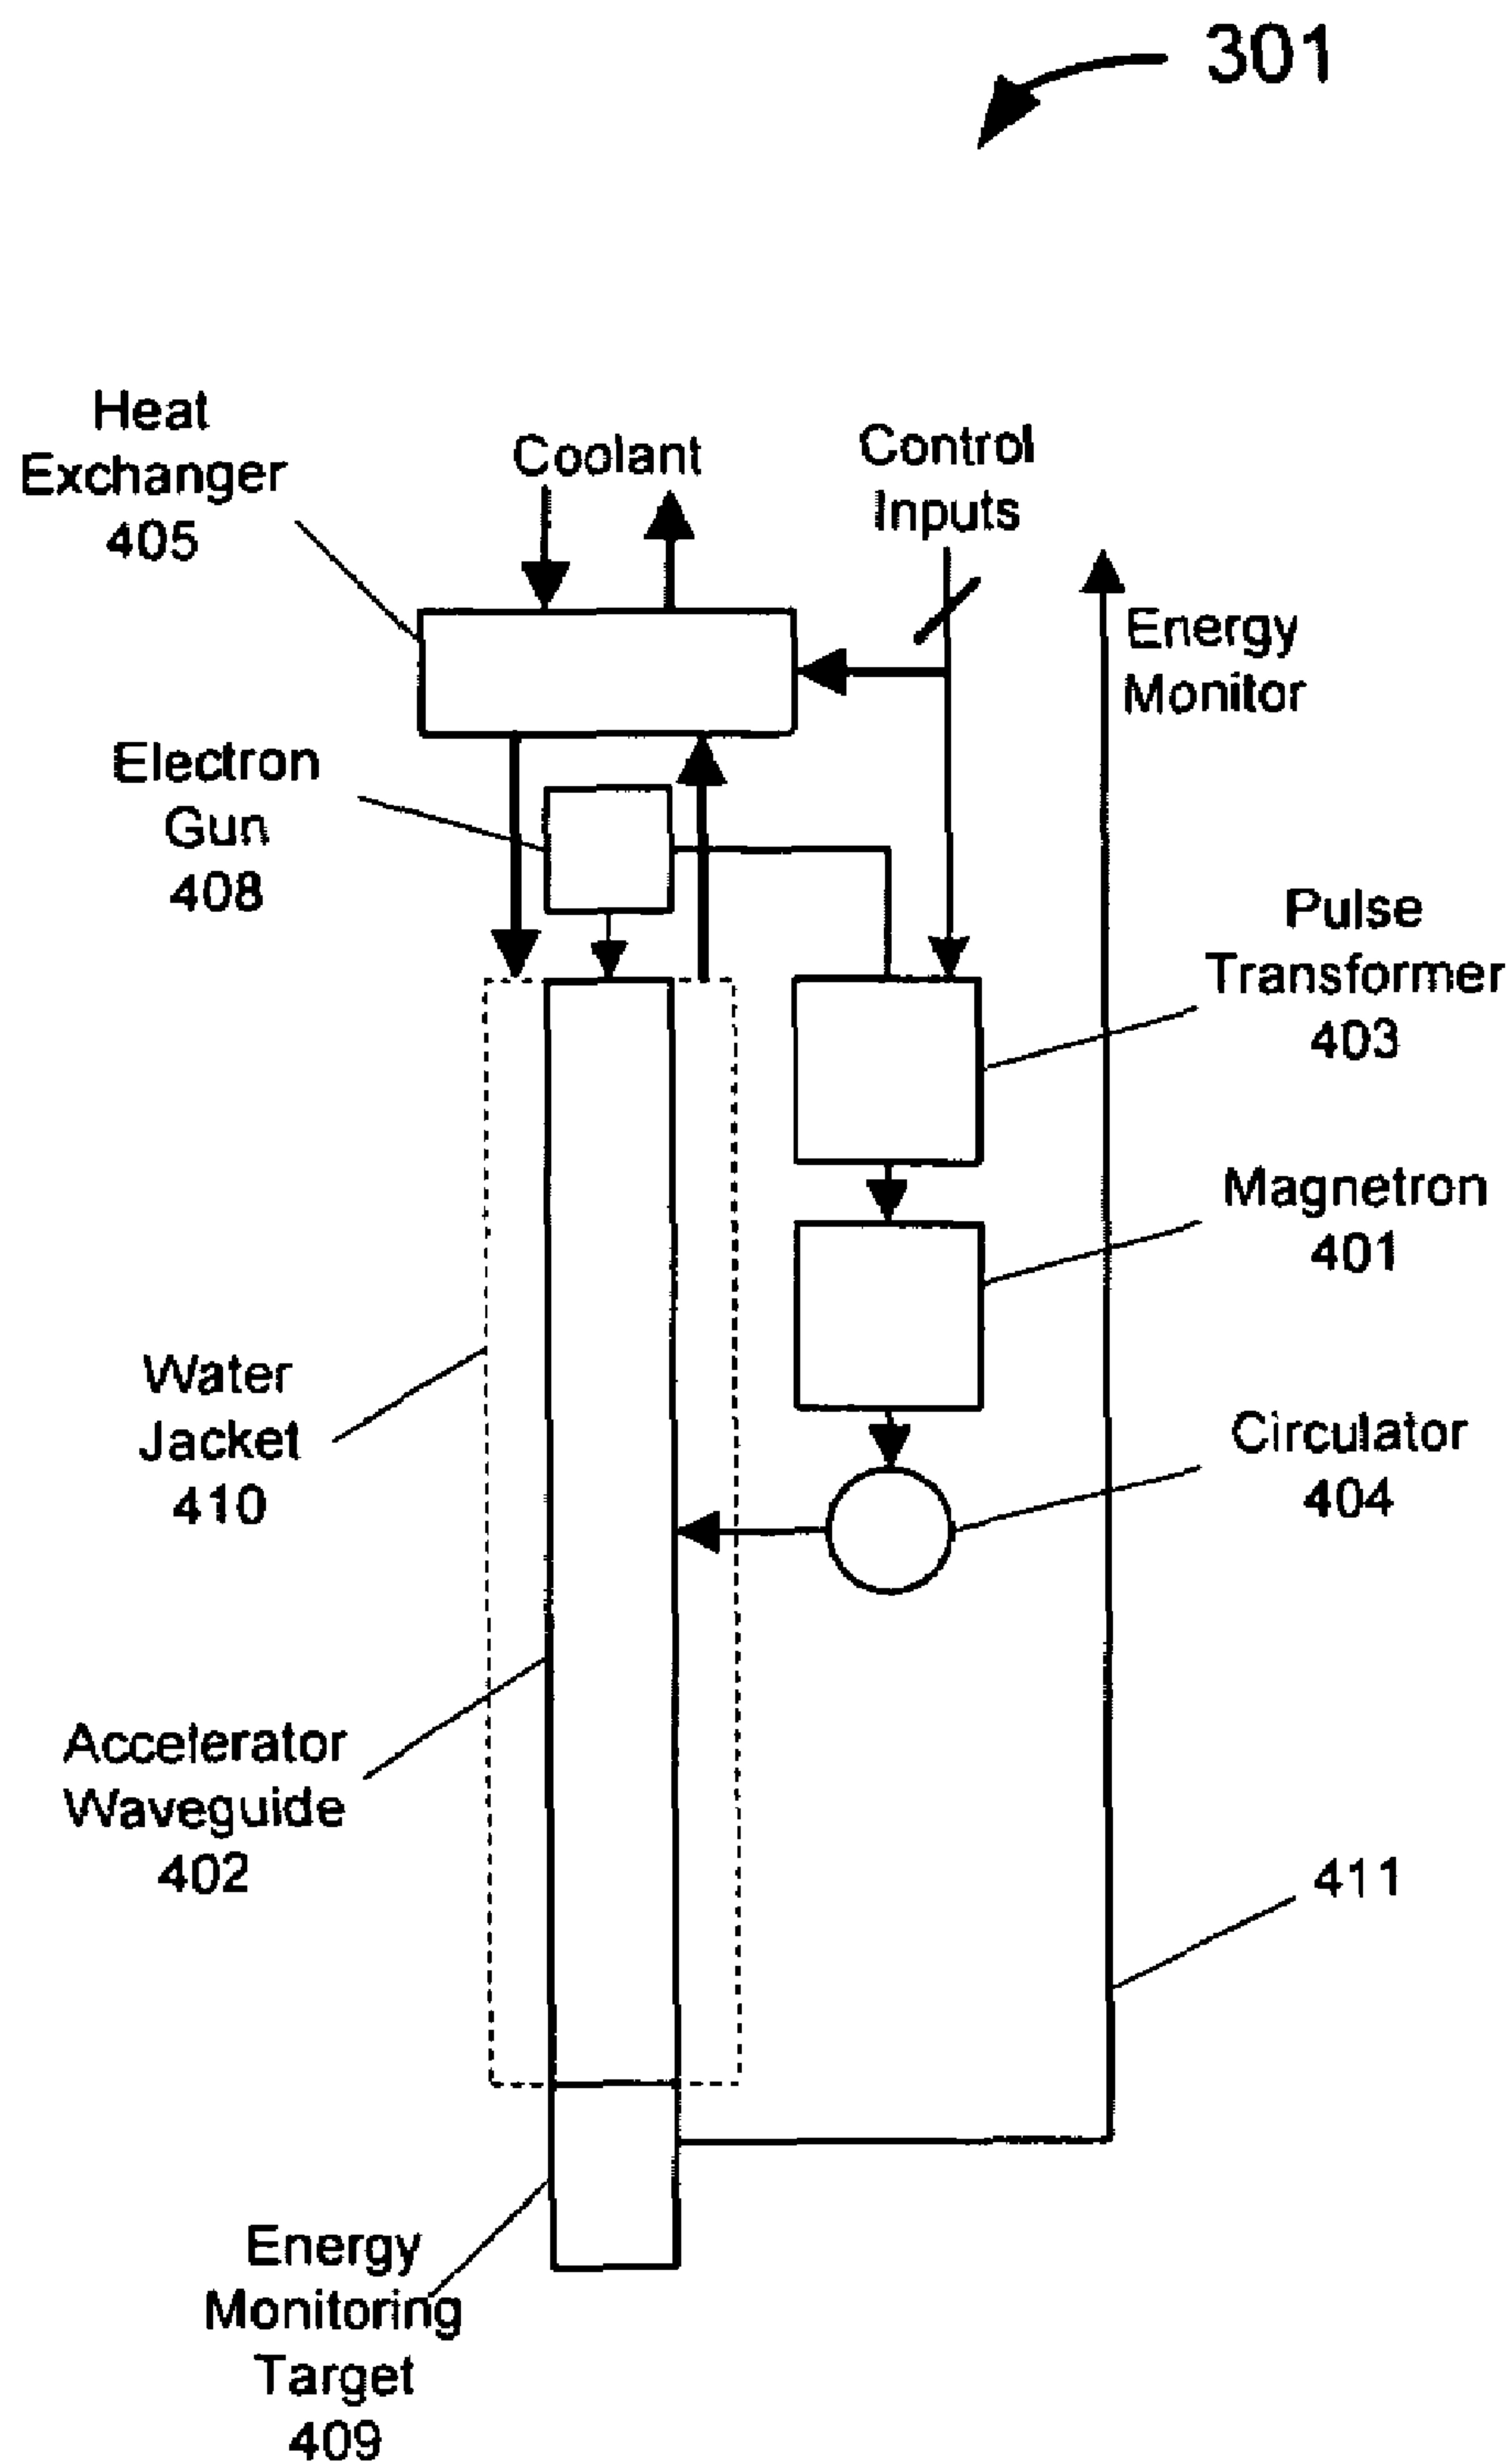 301
Heat
Exchanger
405
Coolant
Control
Inputs
Energy
Monitor
Electron
Gun
408
Pulse
Transformer
403
Magnetron
401
Water
Jacket
410
Circulator
404
Accelerator
Waveguide
402
411
Energy
Monitoring
Target
409